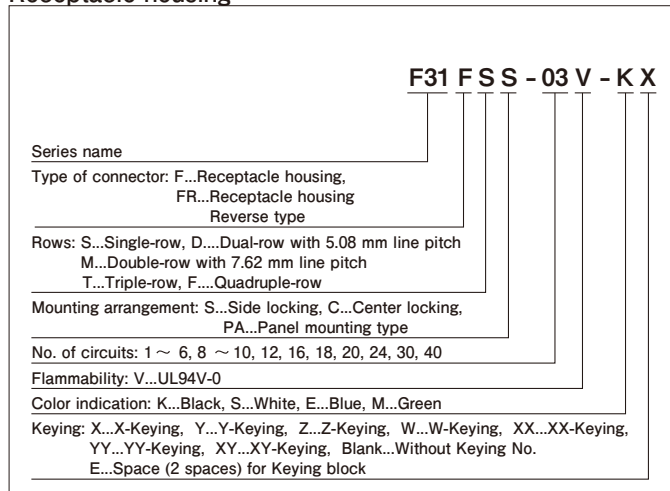 Receptacle housing
F31 F S S - 03 V - K X
Series name
Type of connector: F...Receptacle housing,
FR...Receptacle housing
Reverse type
Rows: S...Single-row, D....Dual-row with 5.08 mm line pitch
M...Double-row with 7.62 mm line pitch
T...Triple-row, F....Quadruple-row
Mounting arrangement: S...Side locking, C...Center locking,
PA...Panel mounting type
No. of circuits: 1 ~ 6, 8 ~ 10, 12, 16, 18, 20, 24, 30, 40
Flammability: V...UL94V-0
Color indication: K...Black, S...White, E...Blue, M...Green
Keying: X...X-Keying, Y...Y-Keying, Z...Z-Keying, W...W-Keying, XX...XX-Keying,
YY...YY-Keying, XY...XY-Keying, Blank...Without Keying No.
E...Space (2 spaces) for Keying block